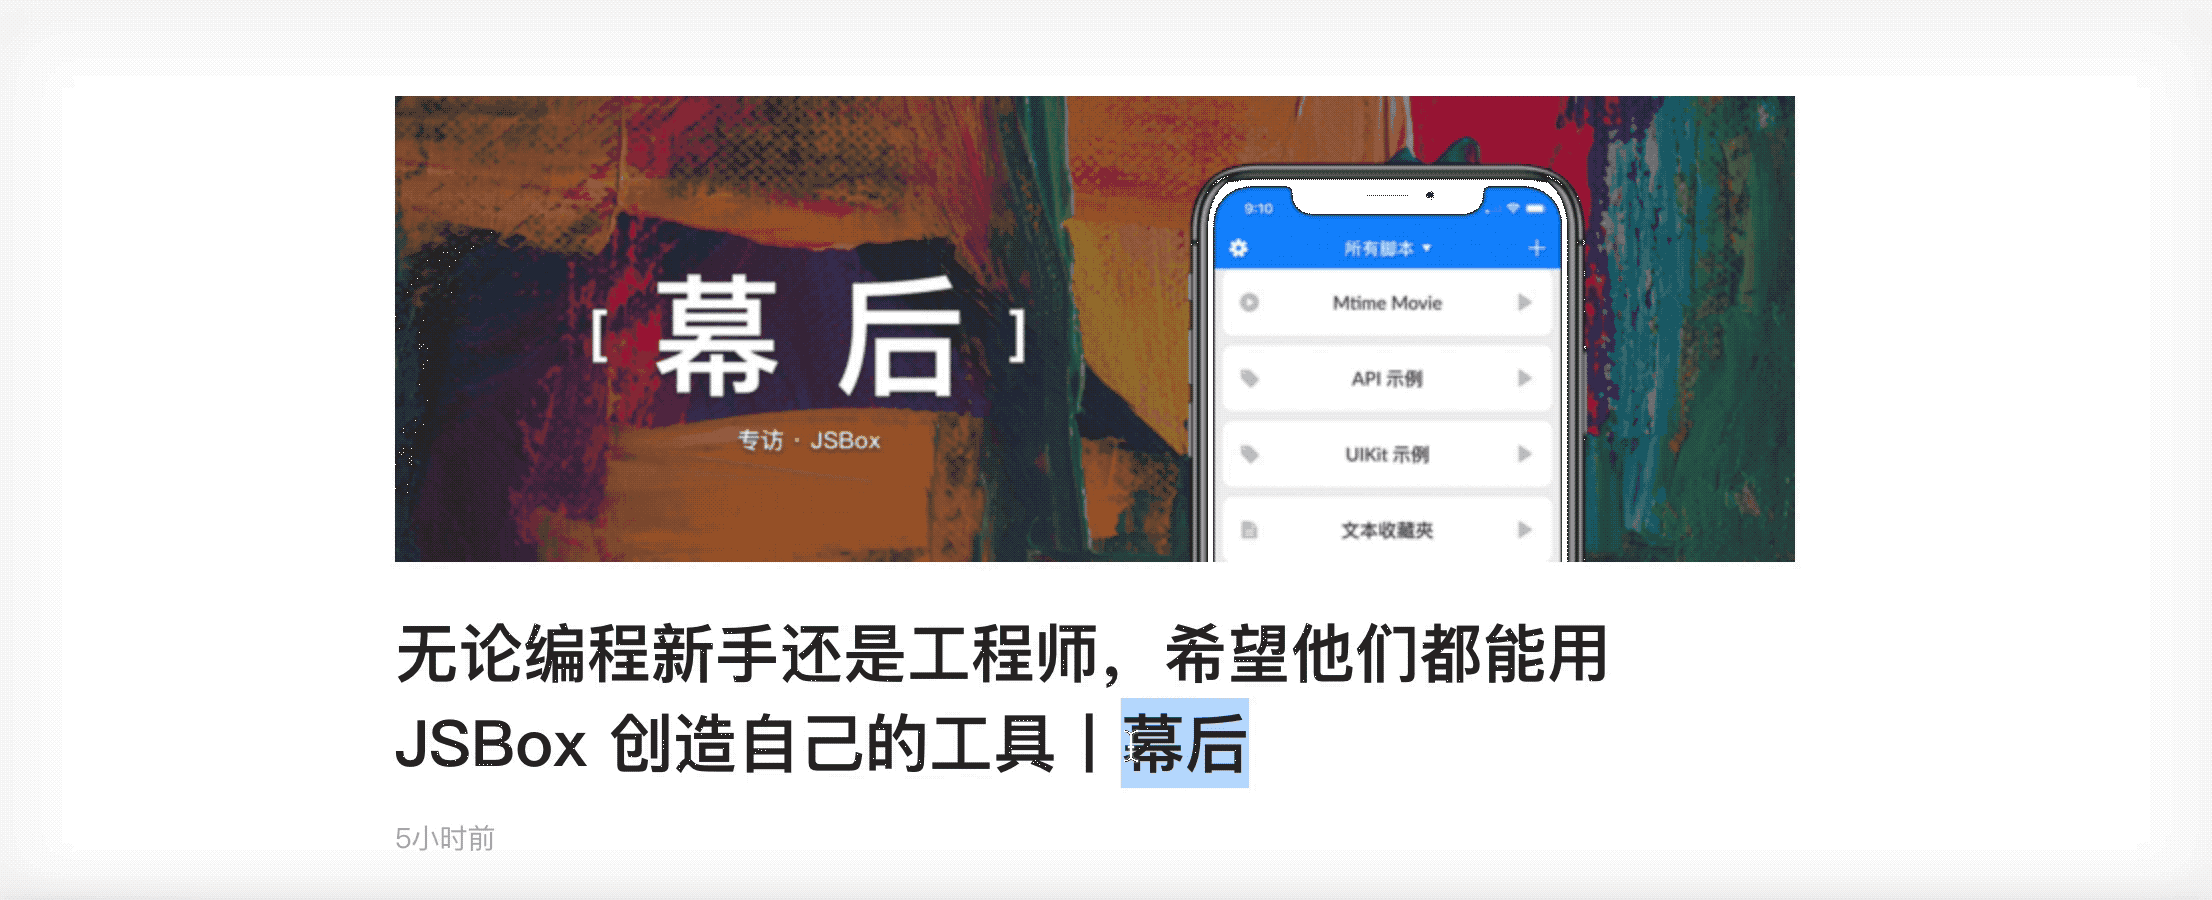 [ 幕 后 ]
专访 · JSBox
9:10
所有脚本
Mtime Movie
API 示例
UIKit 示例
文本收藏夾
无论编程新手还是工程师，希望他们都能用
JSBox 创造自己的工具丨幕后
5小时前